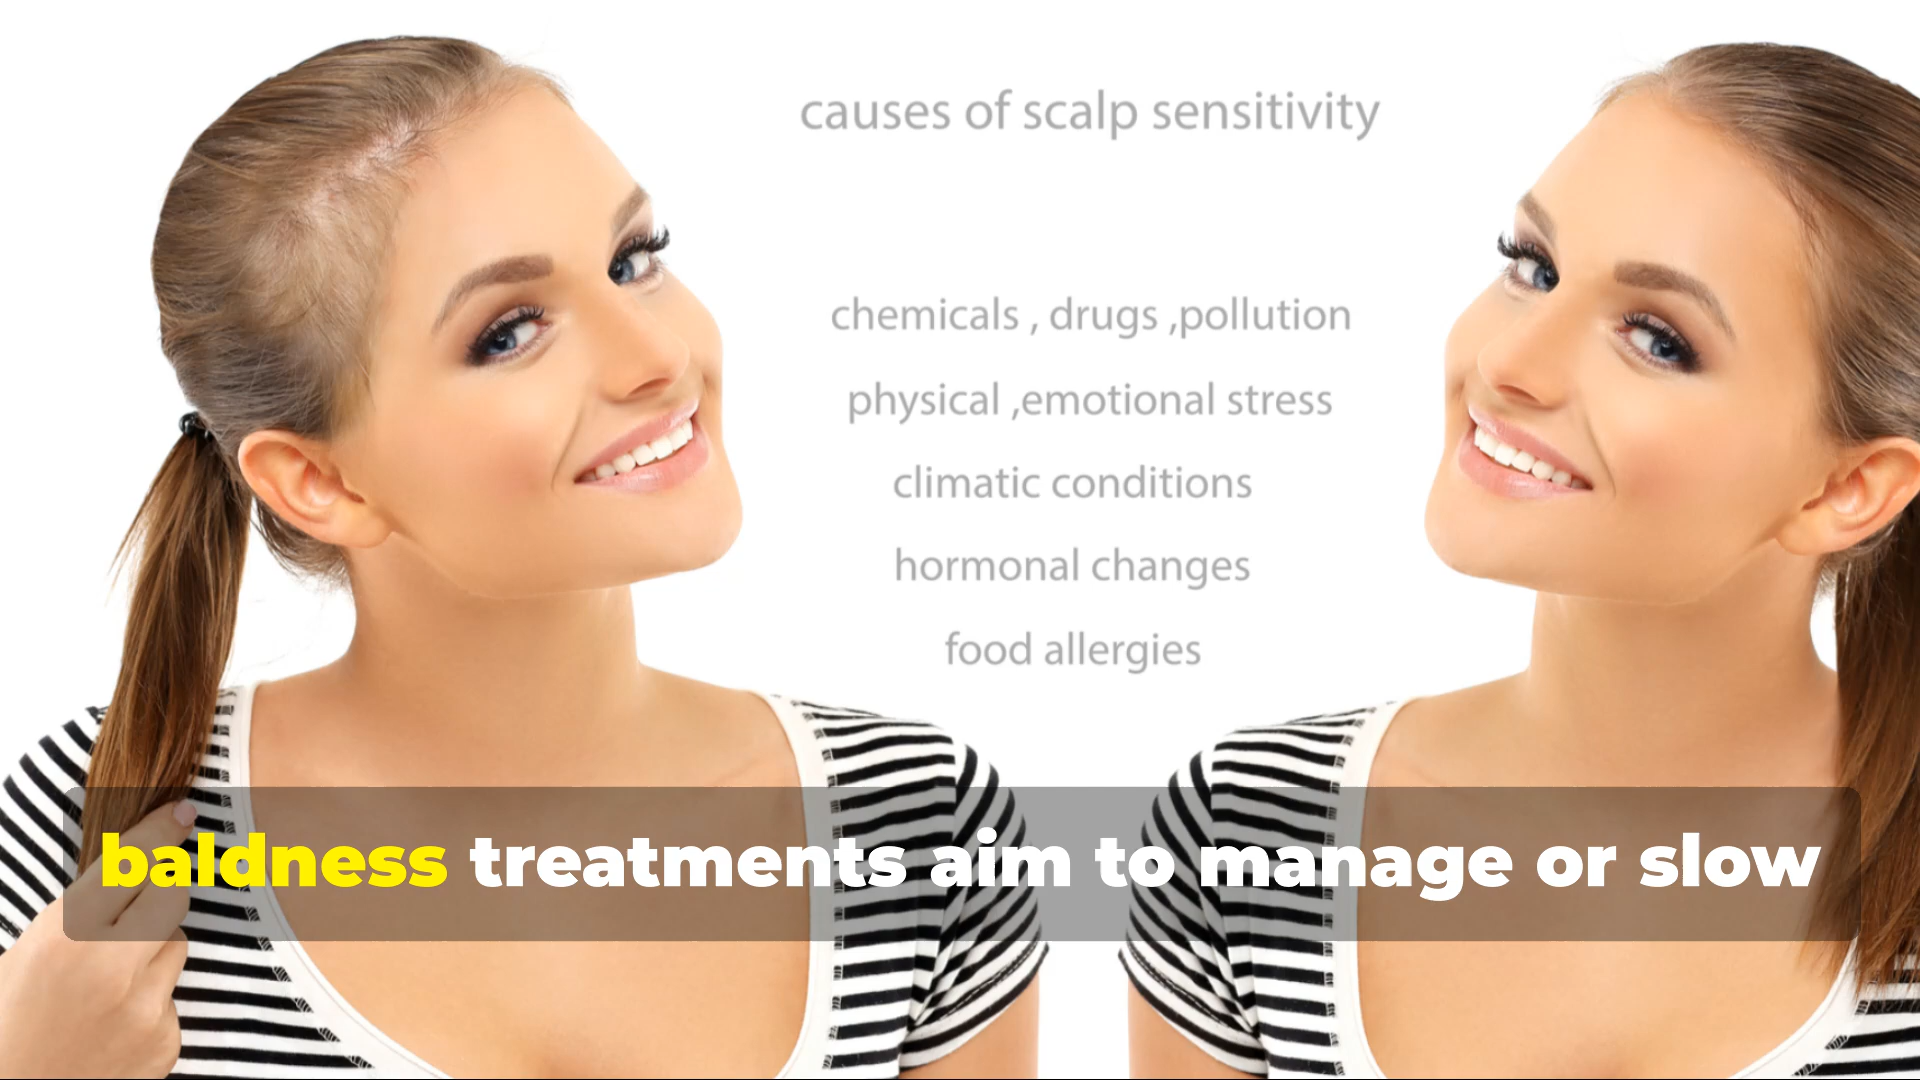 causes of scalp sensitivity
chemicals , drugs ,pollution
physical ,emotional stress
climatic conditions
hormonal changes
food allergies
baldness treatments aim to manage or slow